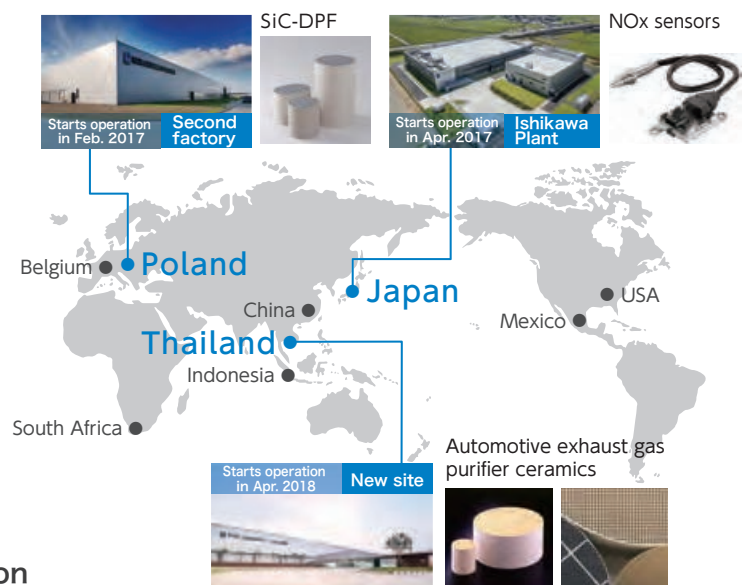 SiC-DPF
NOx sensors
Starts operation
in Feb. 2017
Second
factory
Starts operation
in Apr. 2017
Ishikawa
Plant
Belgium
Poland
Japan
China
USA
Mexico
Thailand
Indonesia
South Africa
Automotive exhaust gas
purifier ceramics
Starts operation
in Apr. 2018
New site
on